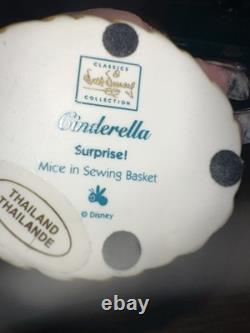 CLASSICS
Walt Disney
COLLECTION
Cinderella
Surprise!
Mice in Sewing Basket
© Disney
THAILAND
THAILANDE